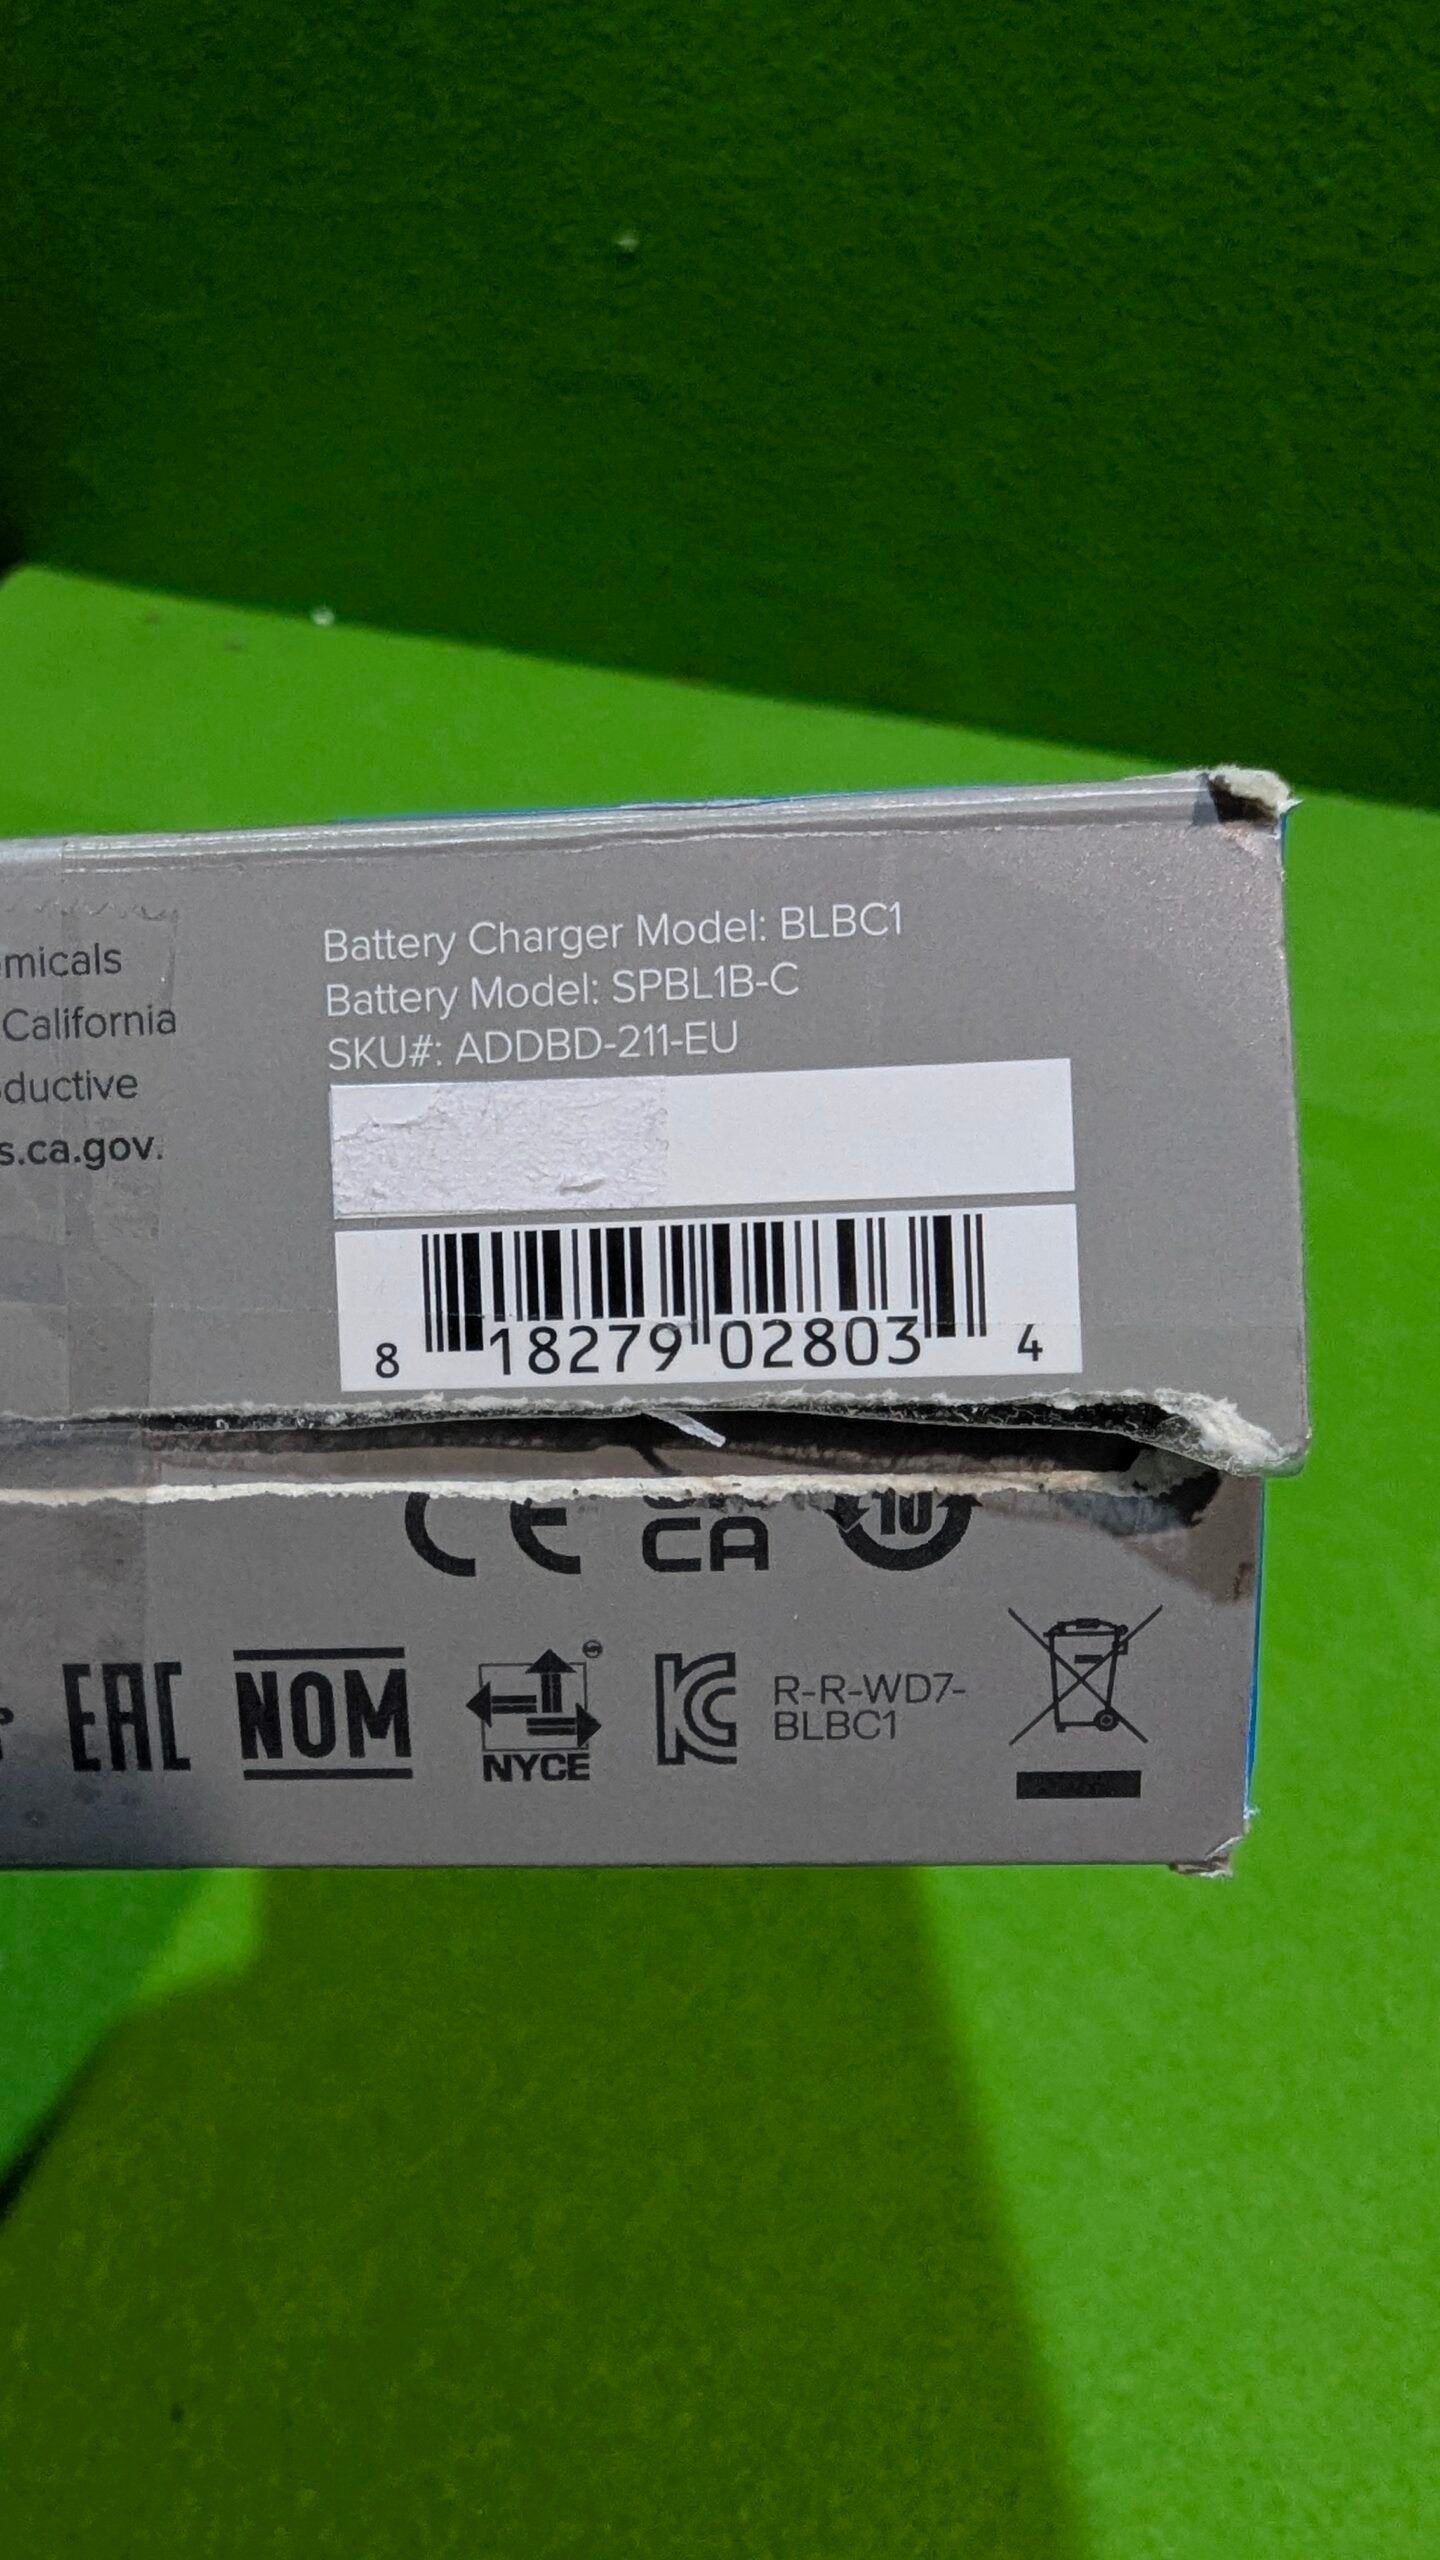 emicals
California
oductive
s.ca.gov.
Battery Charger Model: BLBC1
Battery Model: SPBL1B-C
SKU#: ADDBD-211-EU
8 18279 02803 4
CE
CA
10
EAC
NOM
NYCE
KC
R-R-WD7-
BLBC1